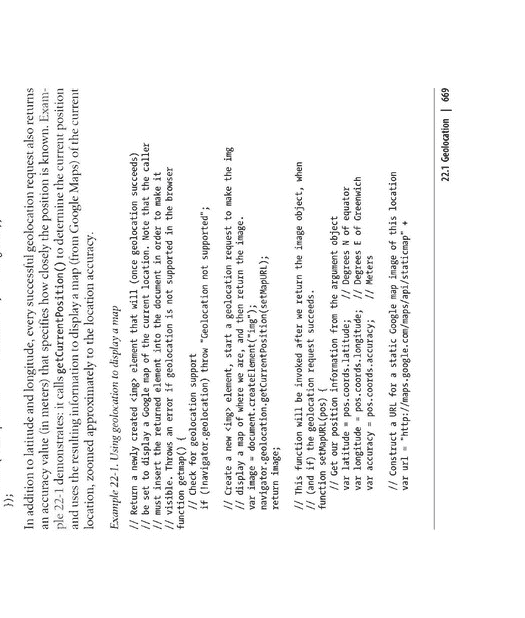 });
In addition to latitude and longitude, every successful geolocation request also returns
an accuracy value (in meters) that specifies how closely the position is known. Exam-
ple 22-1 demonstrates: it calls getCurrentPosition() to determine the current position
and uses the resulting information to display a map (from Google Maps) of the current
location, zoomed approximately to the location accuracy.
Example 22-1. Using geolocation to display a map
// Return a newly created <img> element that will (once geolocation succeeds)
// be set to display a Google map of the current location. Note that the caller
// must insert the returned element into the document in order to make it
// visible. Throws an error if geolocation is not supported in the browser
function getmap() {
// Check for geolocation support
if (!navigator.geolocation) throw "Geolocation not supported";
// Create a new <img> element, start a geolocation request to make the img
// display a map of where we are, and then return the image.
var image = document.createElement("img");
navigator.geolocation.getCurrentPosition(setMapURL);
return image;
// This function will be invoked after we return the image object, when
// (and if) the geolocation request succeeds.
function setMapURL(pos) {
// Get our position information from the argument object
var latitude = pos.coords.latitude; // Degrees N of equator
var longitude = pos.coords.longitude; // Degrees E of Greenwich
var accuracy = pos.coords.accuracy; // Meters
// Construct a URL for a static Google map image of this location
var url = "http://maps.google.com/maps/api/staticmap" +
22.1 Geolocation | 669